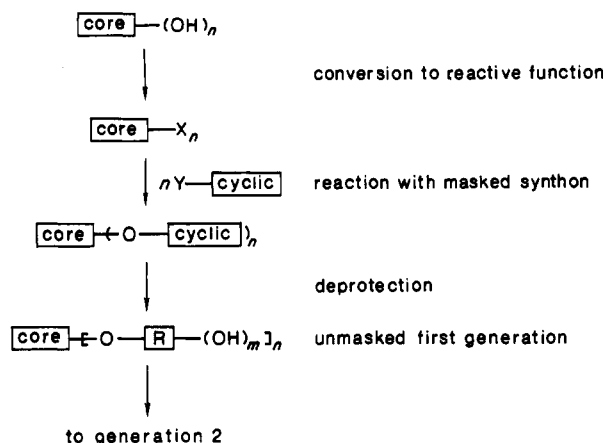 core—(OH)n
conversion to reactive function
core—Xn
nY—cyclic reaction with masked synthon
core—(O—cyclic)n
deprotection
core—[O—R—(OH)m]n unmasked first generation
to generation 2